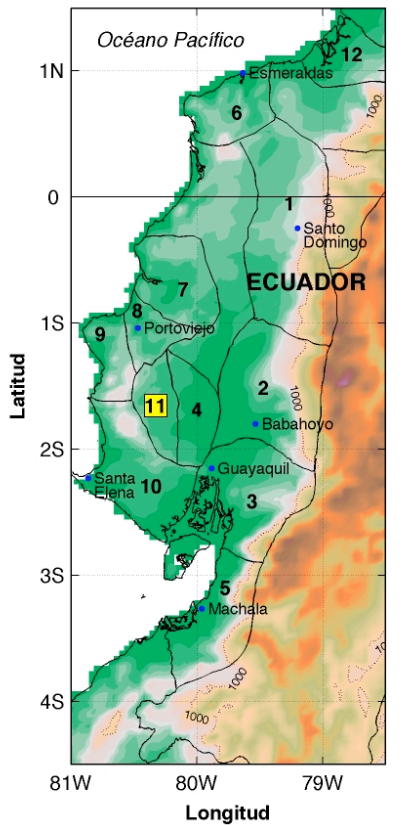 Océano Pacífico
12
1N
Esmeraldas
1000
6
0
1
1000
Santo
Domingo
ECUADOR
7
8
1S
Portoviejo
9
2
1000
11
4
Babahoyo
2S
Guayaquil
Santa
Elena
10
3
3S
5
Machala
1000
1000
4S
81W
80W
79W
Latitud
Longitud